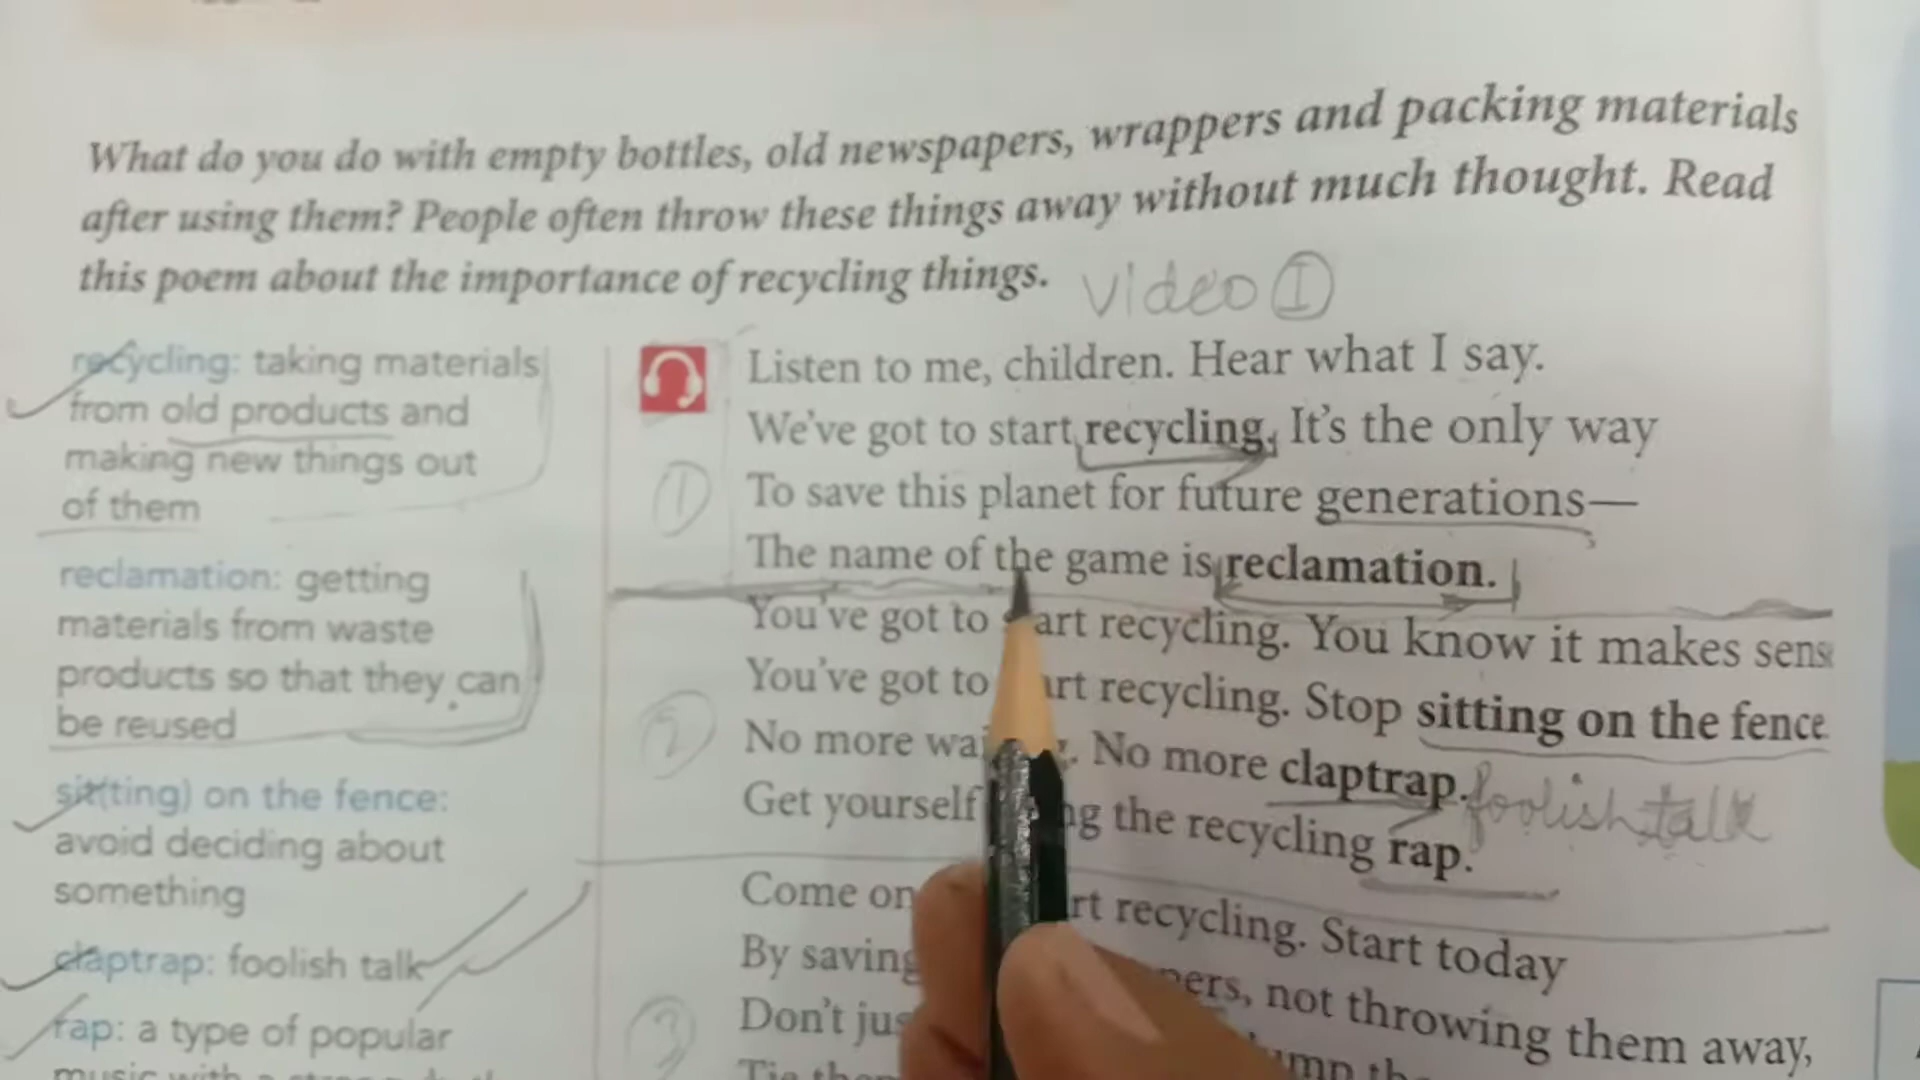 What do you do with empty bottles, old newspapers, wrappers and packing materials
after using them? People often throw these things away without much thought. Read
this poem about the importance of recycling things.
video I
recycling: taking materials
from old products and
making new things out
of them
reclamation: getting
materials from waste
products so that they can
be reused
sit(ting) on the fence:
avoid deciding about
something
claptrap: foolish talk
rap: a type of popular
Listen to me, children. Hear what I say.
We've got to start recycling. It's the only way
1
To save this planet for future generations—
The name of the game is reclamation.
You've got to art recycling. You know it makes sens
You've got to art recycling. Stop sitting on the fence
2
No more wai . No more claptrap. foolish talk
Get yourself the recycling rap.
Come on rt recycling. Start today
By saving pers, not throwing them away,
3
Don't jus